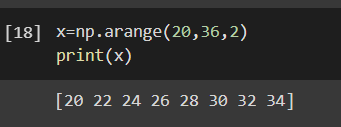 [18] x=np.arange(20,36,2)
print(x)
[20 22 24 26 28 30 32 34]